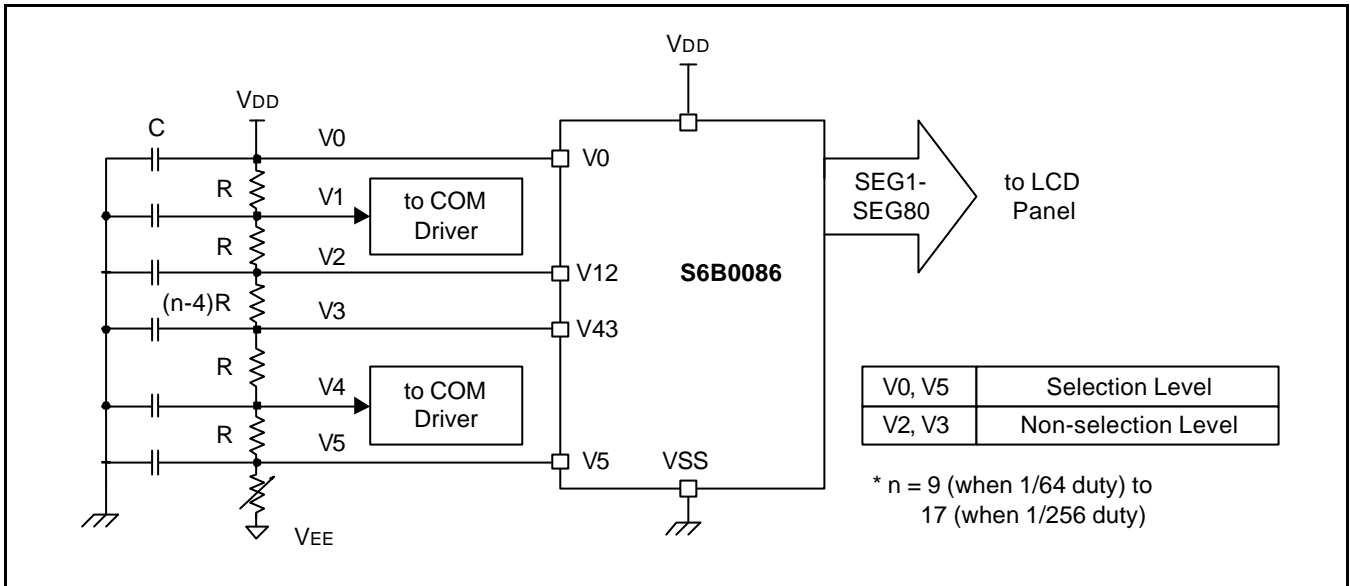 VDD
VDD
C
V0
V0
R
V1
to COM
Driver
SEG1-
SEG80
to LCD
Panel
R
V2
V12
S6B0086
(n-4)R
V3
V43
R
V4
to COM
Driver
V0, V5 Selection Level
V2, V3 Non-selection Level
R
V5
V5
VSS
* n = 9 (when 1/64 duty) to
17 (when 1/256 duty)
VEE